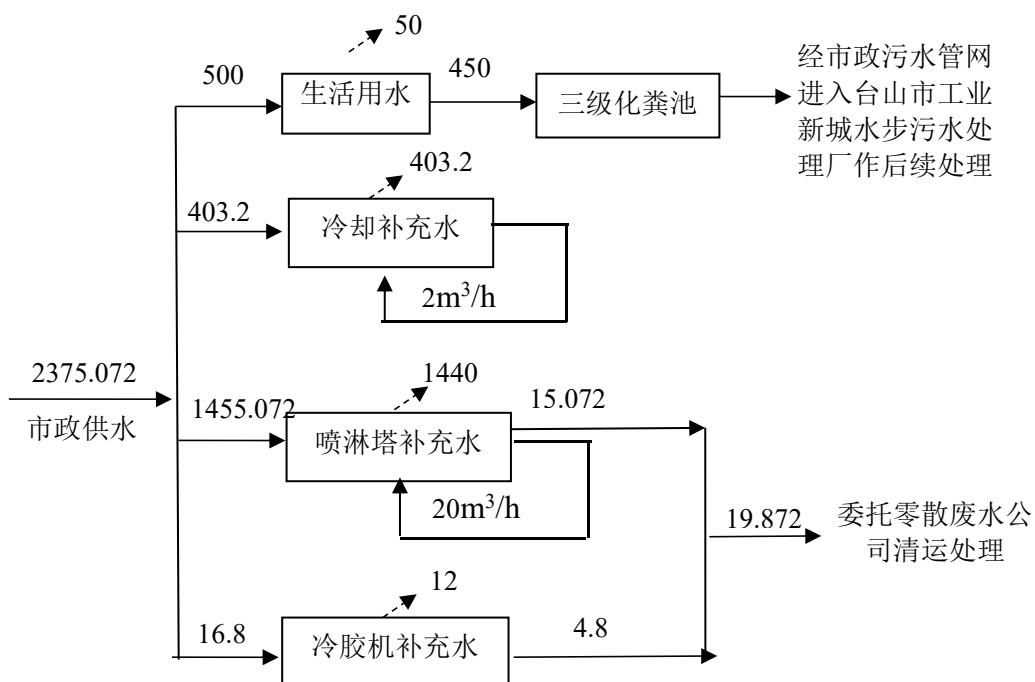 50
500
生活用水
450
三级化粪池
经市政污水管网
进入台山市工业
新城水步污水处
理厂作后续处理
403.2
403.2
冷却补充水
2m³/h
2375.072
市政供水
1440
1455.072
喷淋塔补充水
15.072
20m³/h
19.872
委托零散废水公
司清运处理
12
16.8
冷胶机补充水
4.8